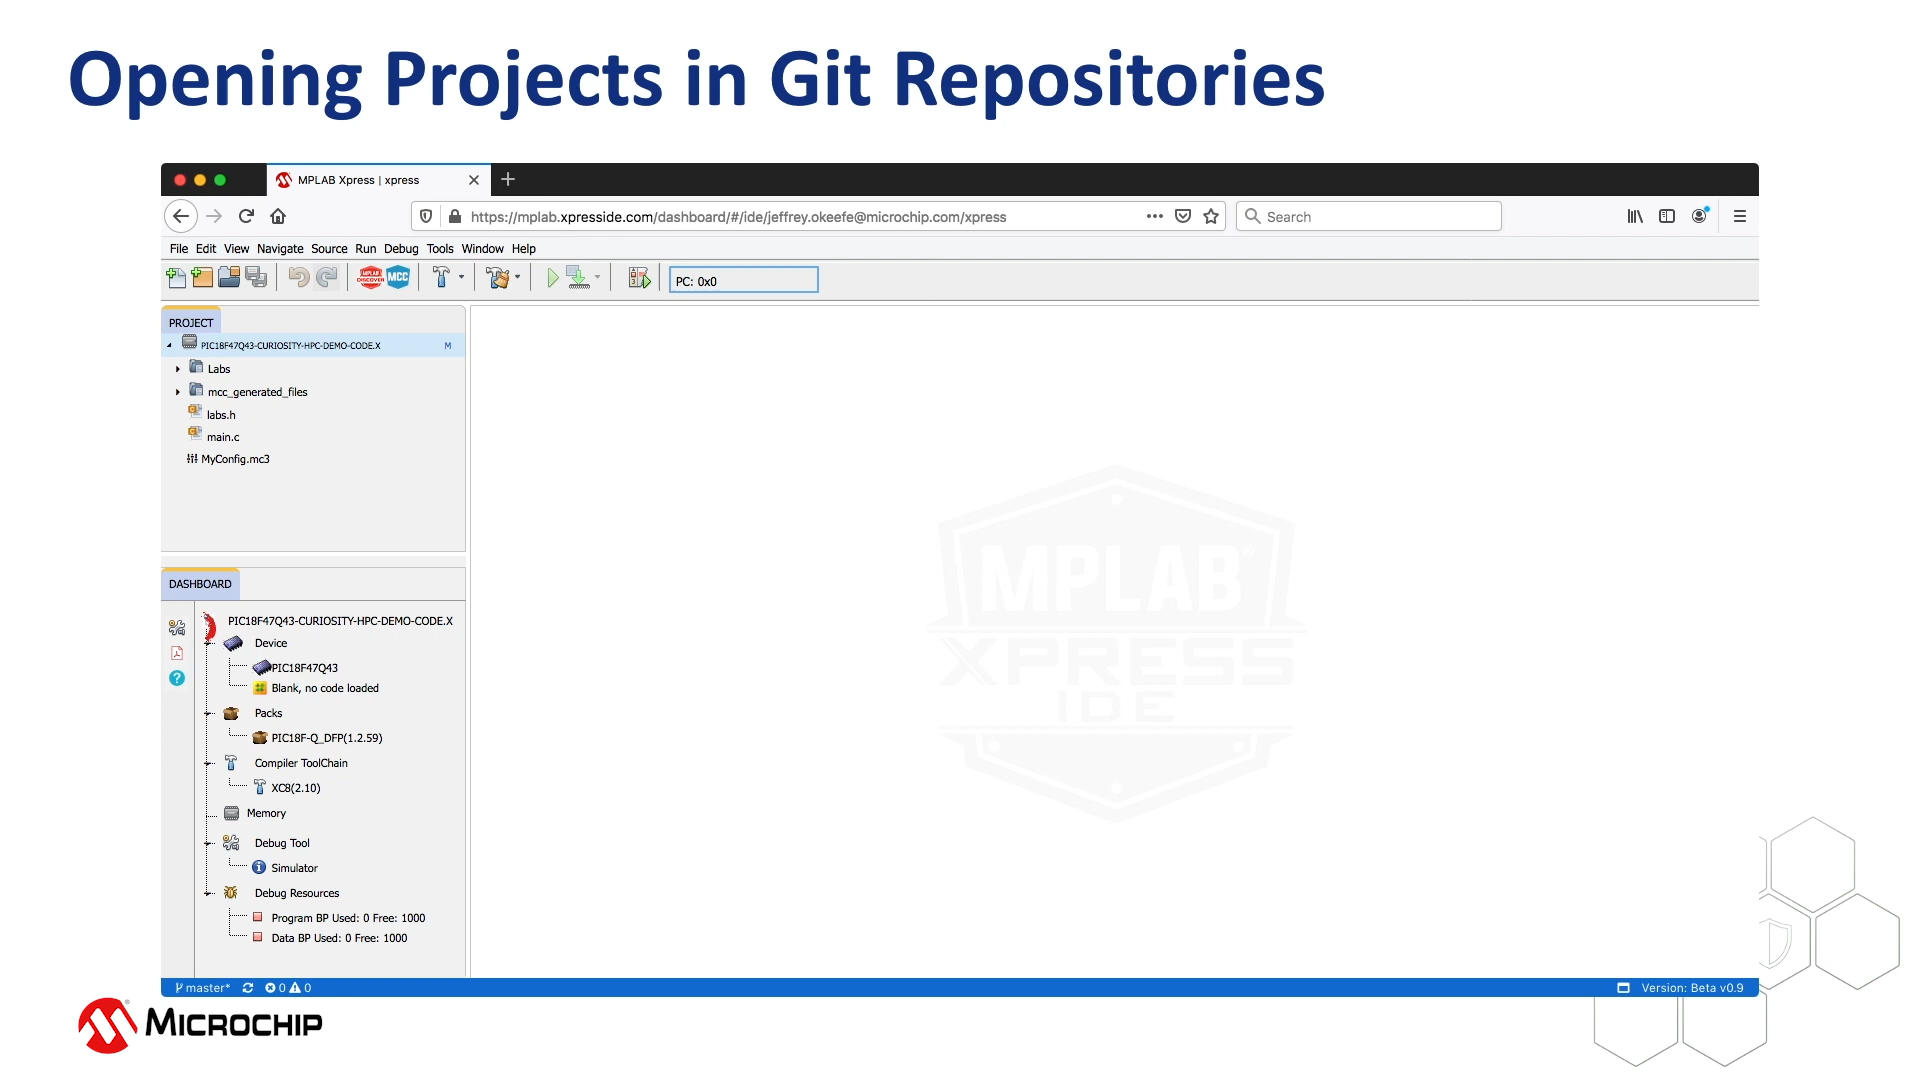 Opening Projects in Git Repositories
MPLAB Xpress | xpress
https://mplab.xpresside.com/dashboard/#/ide/jeffrey.okeefe@microchip.com/xpress
Search
File Edit View Navigate Source Run Debug Tools Window Help
MPLAB DISCOVER MCC
PC: 0x0
PROJECT
PIC18F47Q43-CURIOSITY-HPC-DEMO-CODE.X M
Labs
mcc_generated_files
labs.h
main.c
MyConfig.mc3
MPLAB®
XPRESS
IDE
DASHBOARD
PIC18F47Q43-CURIOSITY-HPC-DEMO-CODE.X
Device
PIC18F47Q43
Blank, no code loaded
Packs
PIC18F-Q_DFP(1.2.59)
Compiler ToolChain
XC8(2.10)
Memory
Debug Tool
Simulator
Debug Resources
Program BP Used: 0 Free: 1000
Data BP Used: 0 Free: 1000
master* 0 0 Version: Beta v0.9
MICROCHIP